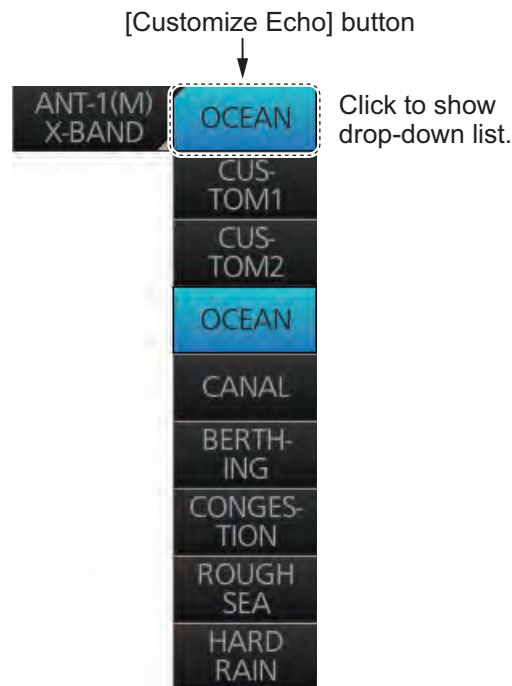 [Customize Echo] button
ANT-1(M)
X-BAND
OCEAN
Click to show
drop-down list.
CUS-
TOM1
CUS-
TOM2
OCEAN
CANAL
BERTH-
ING
CONGES-
TION
ROUGH
SEA
HARD
RAIN